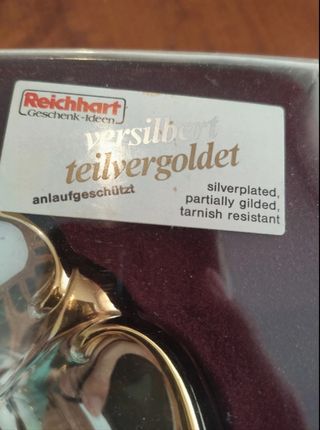 Reichhart
Geschenk-Ideen
versilbert
teilvergoldet
anlaufgeschützt
silverplated,
partially gilded,
tarnish resistant